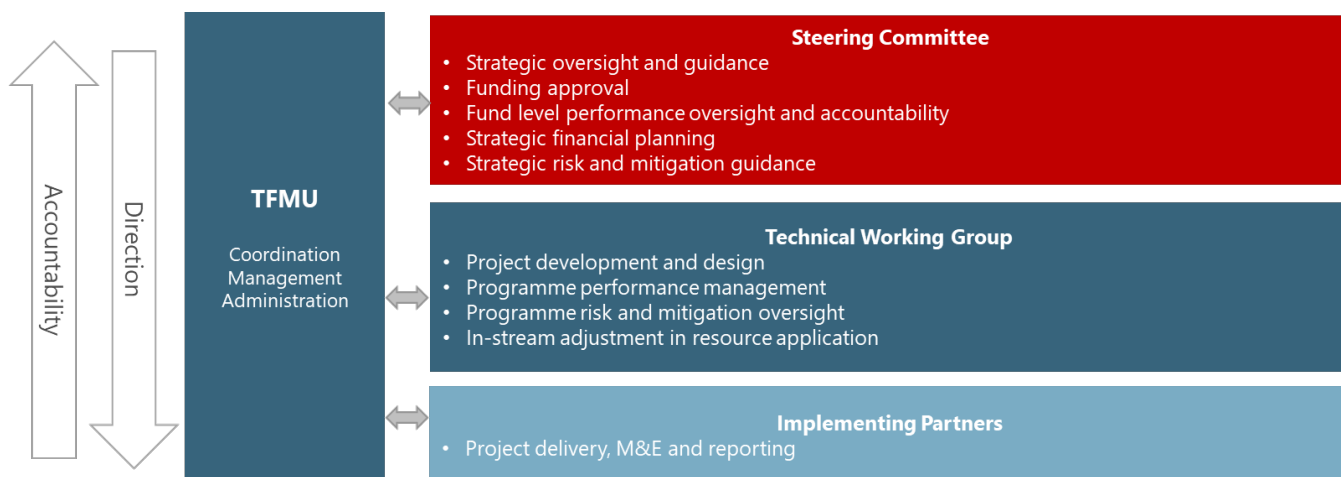 Accountability
Direction
TFMU
Coordination
Management
Administration
Steering Committee
• Strategic oversight and guidance
• Funding approval
• Fund level performance oversight and accountability
• Strategic financial planning
• Strategic risk and mitigation guidance
Technical Working Group
• Project development and design
• Programme performance management
• Programme risk and mitigation oversight
• In-stream adjustment in resource application
Implementing Partners
• Project delivery, M&E and reporting